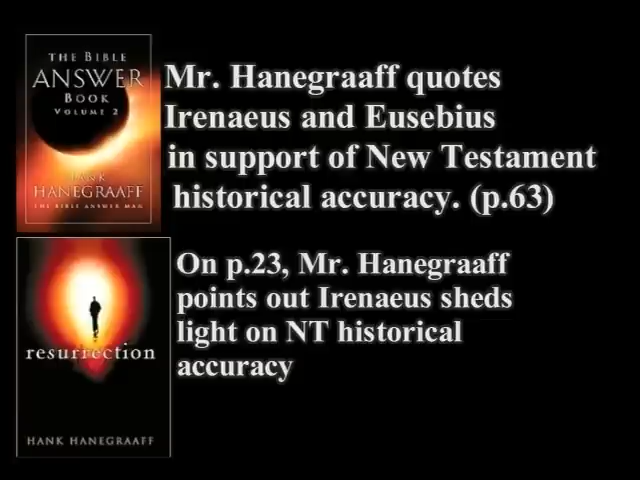 THE BIBLE
ANSWER
BOOK
VOLUME 2
HANK
HANEGRAAFF
THE BIBLE ANSWER MAN
Mr. Hanegraaff quotes
Irenaeus and Eusebius
in support of New Testament
historical accuracy. (p.63)
resurrection
HANK HANEGRAAFF
On p.23, Mr. Hanegraaff
points out Irenaeus sheds
light on NT historical
accuracy